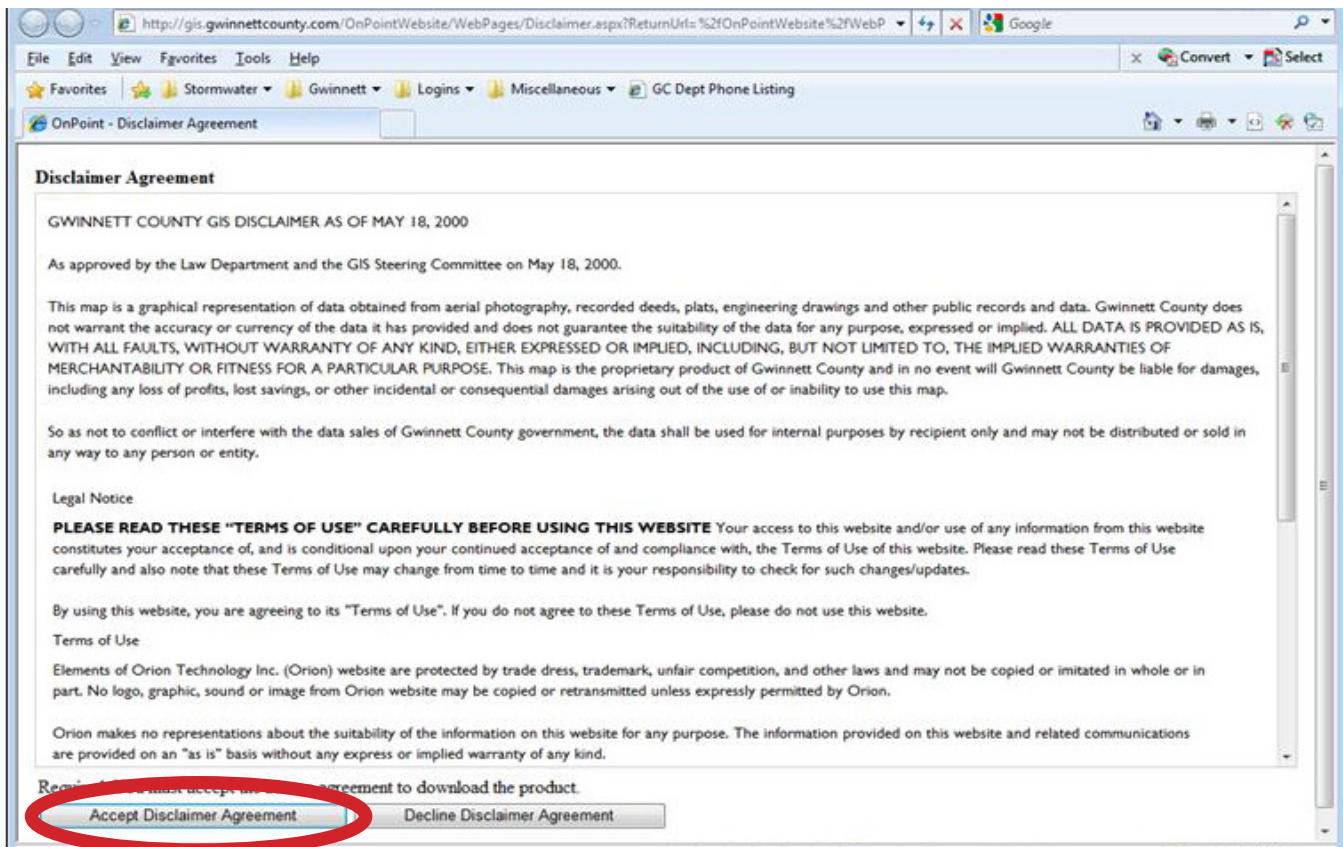 http://gis.gwinnettcounty.com/OnPointWebsite/WebPages/Disclaimer.aspx?ReturnUrl=%2fOnPointWebsite%2fWebP
Google
File Edit View Favorites Tools Help
Convert Select
Favorites Stormwater Gwinnett Logins Miscellaneous GC Dept Phone Listing
OnPoint - Disclaimer Agreement
Disclaimer Agreement
GWINNETT COUNTY GIS DISCLAIMER AS OF MAY 18, 2000
As approved by the Law Department and the GIS Steering Committee on May 18, 2000.
This map is a graphical representation of data obtained from aerial photography, recorded deeds, plats, engineering drawings and other public records and data. Gwinnett County does
not warrant the accuracy or currency of the data it has provided and does not guarantee the suitability of the data for any purpose, expressed or implied. ALL DATA IS PROVIDED AS IS,
WITH ALL FAULTS, WITHOUT WARRANTY OF ANY KIND, EITHER EXPRESSED OR IMPLIED, INCLUDING, BUT NOT LIMITED TO, THE IMPLIED WARRANTIES OF
MERCHANTABILITY OR FITNESS FOR A PARTICULAR PURPOSE. This map is the proprietary product of Gwinnett County and in no event will Gwinnett County be liable for damages,
including any loss of profits, lost savings, or other incidental or consequential damages arising out of the use of or inability to use this map.
So as not to conflict or interfere with the data sales of Gwinnett County government, the data shall be used for internal purposes by recipient only and may not be distributed or sold in
any way to any person or entity.
Legal Notice
PLEASE READ THESE "TERMS OF USE" CAREFULLY BEFORE USING THIS WEBSITE Your access to this website and/or use of any information from this website
constitutes your acceptance of, and is conditional upon your continued acceptance of and compliance with, the Terms of Use of this website. Please read these Terms of Use
carefully and also note that these Terms of Use may change from time to time and it is your responsibility to check for such changes/updates.
By using this website, you are agreeing to its "Terms of Use". If you do not agree to these Terms of Use, please do not use this website.
Terms of Use
Elements of Orion Technology Inc. (Orion) website are protected by trade dress, trademark, unfair competition, and other laws and may not be copied or imitated in whole or in
part. No logo, graphic, sound or image from Orion website may be copied or retransmitted unless expressly permitted by Orion.
Orion makes no representations about the suitability of the information on this website for any purpose. The information provided on this website and related communications
are provided on an "as is" basis without any express or implied warranty of any kind.
must accept the agreement to download the product.
Accept Disclaimer Agreement Decline Disclaimer Agreement